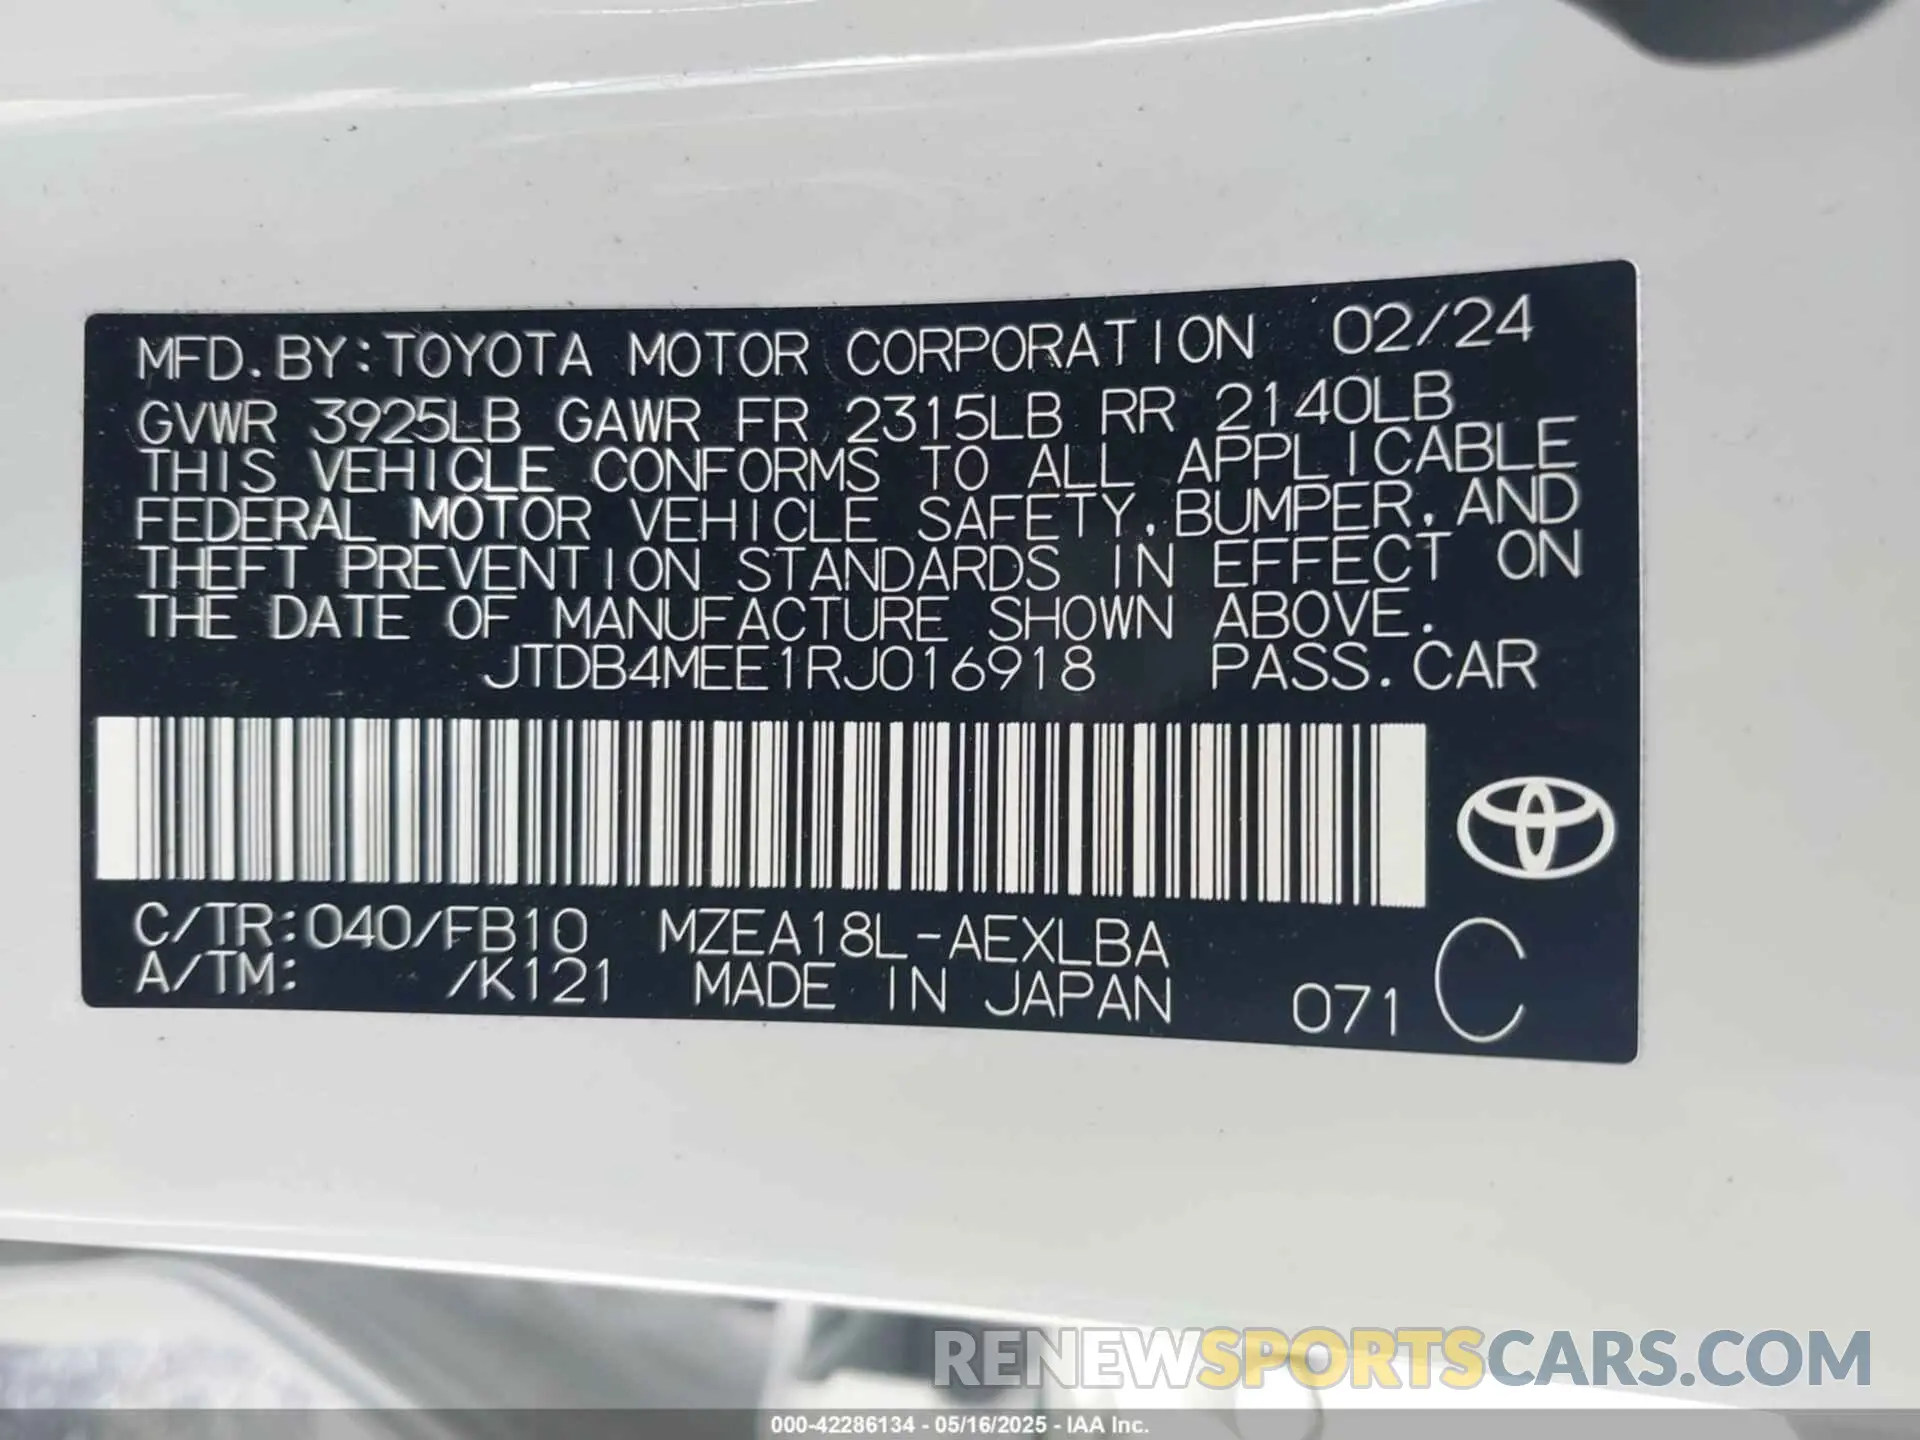 MFD.BY:TOYOTA MOTOR CORPORATION 02/24
GVWR 3925LB GAWR FR 2315LB RR 2140LB
THIS VEHICLE CONFORMS TO ALL APPLICABLE
FEDERAL MOTOR VEHICLE SAFETY, BUMPER, AND
THEFT PREVENTION STANDARDS IN EFFECT ON
THE DATE OF MANUFACTURE SHOWN ABOVE.
JTDB4MEE1RJ016918 PASS.CAR
C/TR:040/FB10 MZEA18L-AEXLBA
A/TM: /K121 MADE IN JAPAN 071 C
RENEWSPORTSCARS.COM
000-42286134 - 05/16/2025 - IAA Inc.